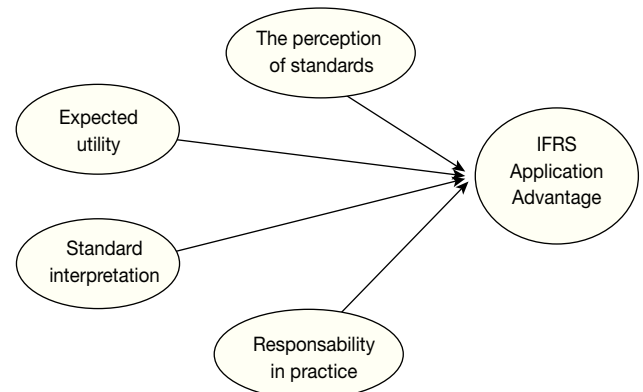 The perception
of standards
Expected
utility
IFRS
Application
Advantage
Standard
interpretation
Responsability
in practice